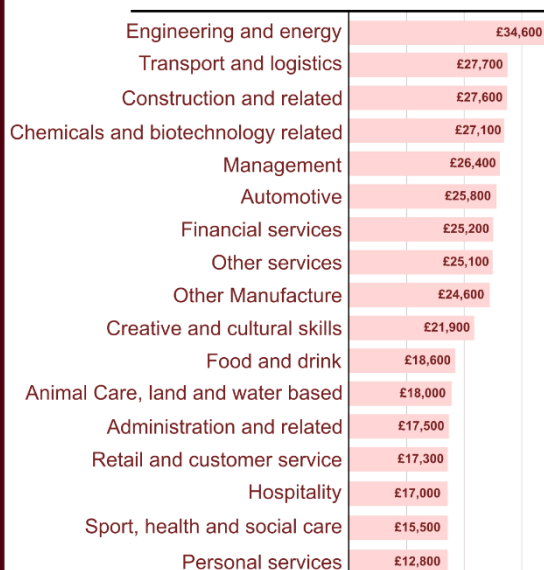 Engineering and energy £34,600
Transport and logistics £27,700
Construction and related £27,600
Chemicals and biotechnology related £27,100
Management £26,400
Automotive £25,800
Financial services £25,200
Other services £25,100
Other Manufacture £24,600
Creative and cultural skills £21,900
Food and drink £18,600
Animal Care, land and water based £18,000
Administration and related £17,500
Retail and customer service £17,300
Hospitality £17,000
Sport, health and social care £15,500
Personal services £12,800